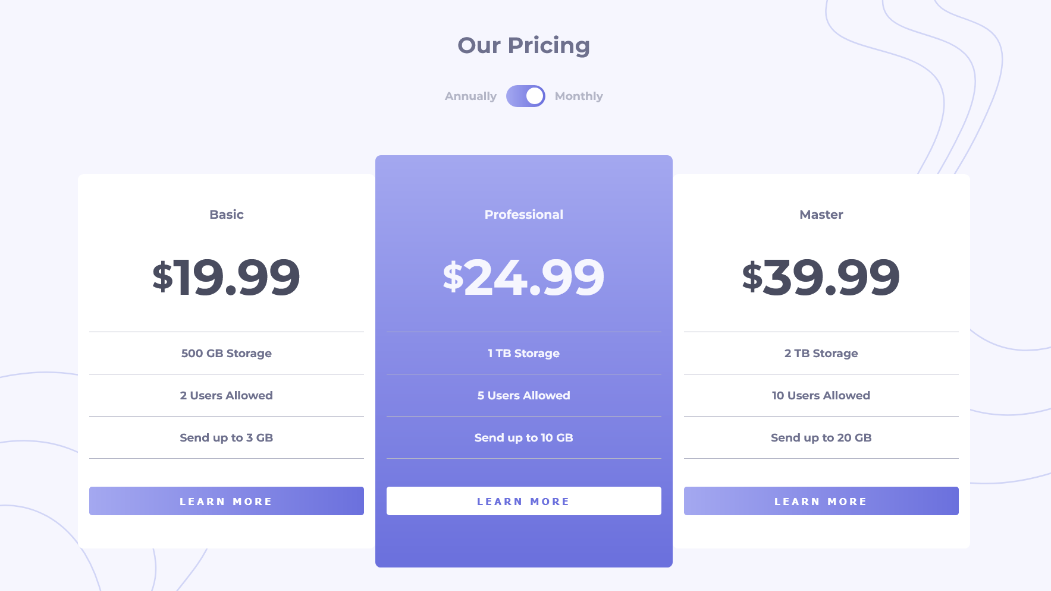 Our Pricing
Annually Monthly
Basic
$19.99
500 GB Storage
2 Users Allowed
Send up to 3 GB
LEARN MORE
Professional
$24.99
1 TB Storage
5 Users Allowed
Send up to 10 GB
LEARN MORE
Master
$39.99
2 TB Storage
10 Users Allowed
Send up to 20 GB
LEARN MORE